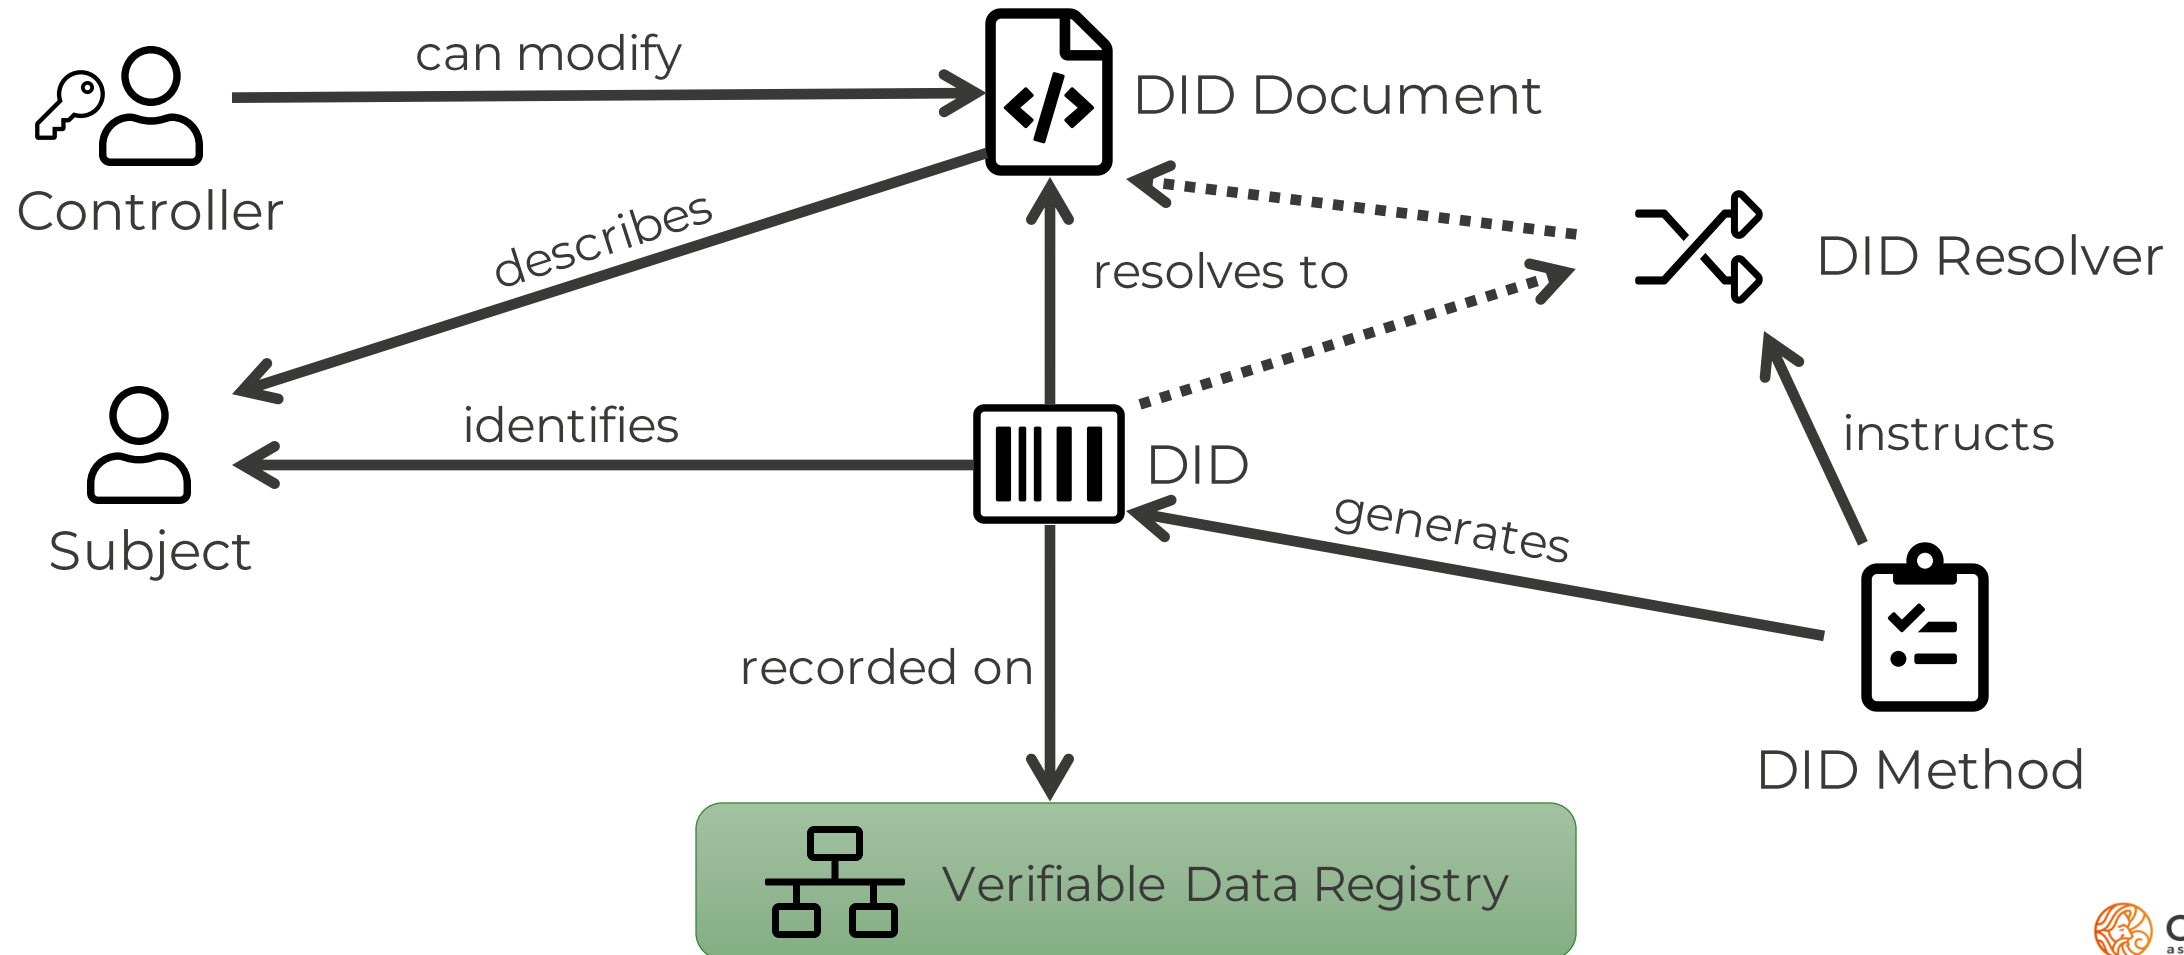 can modify
DID Document
Controller
describes
resolves to
DID Resolver
identifies
DID
instructs
generates
Subject
recorded on
DID Method
Verifiable Data Registry